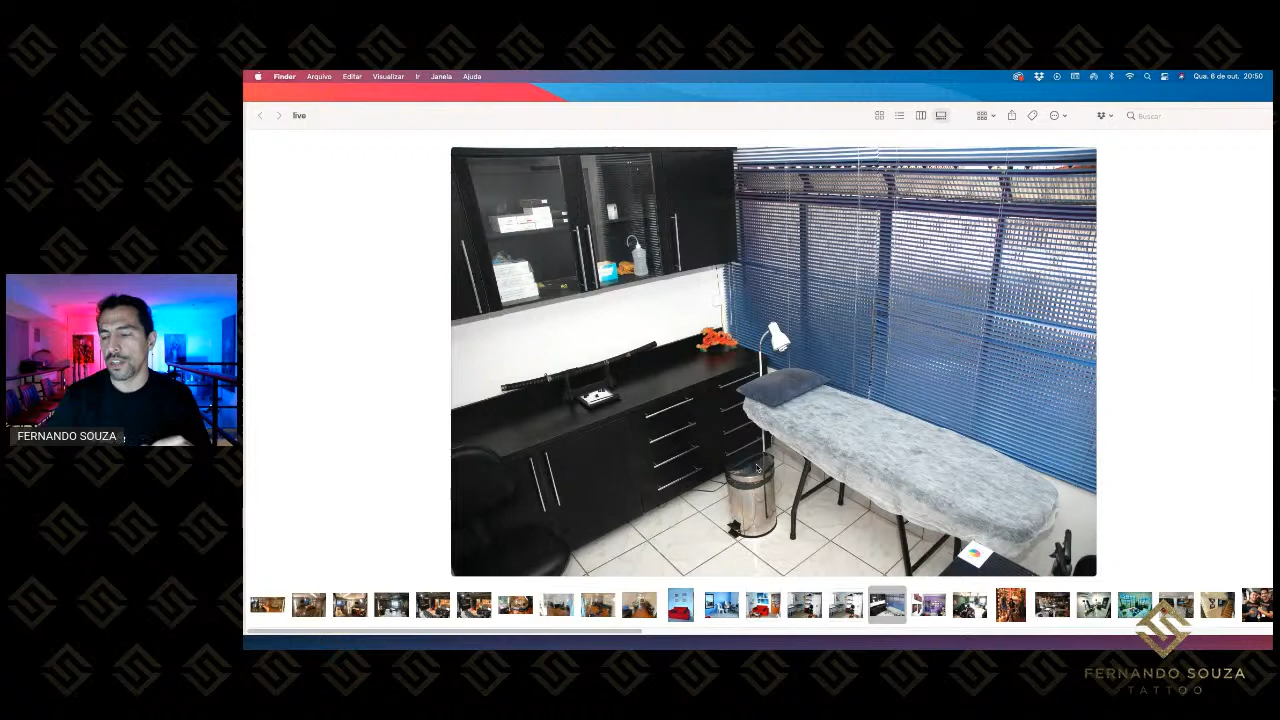 Finder Arquivo Editar Visualizar Ir Janela Ajuda
Qua. 6 de out. 20:50
live
Buscar
FERNANDO SOUZA
FERNANDO SOUZA
TATTOO